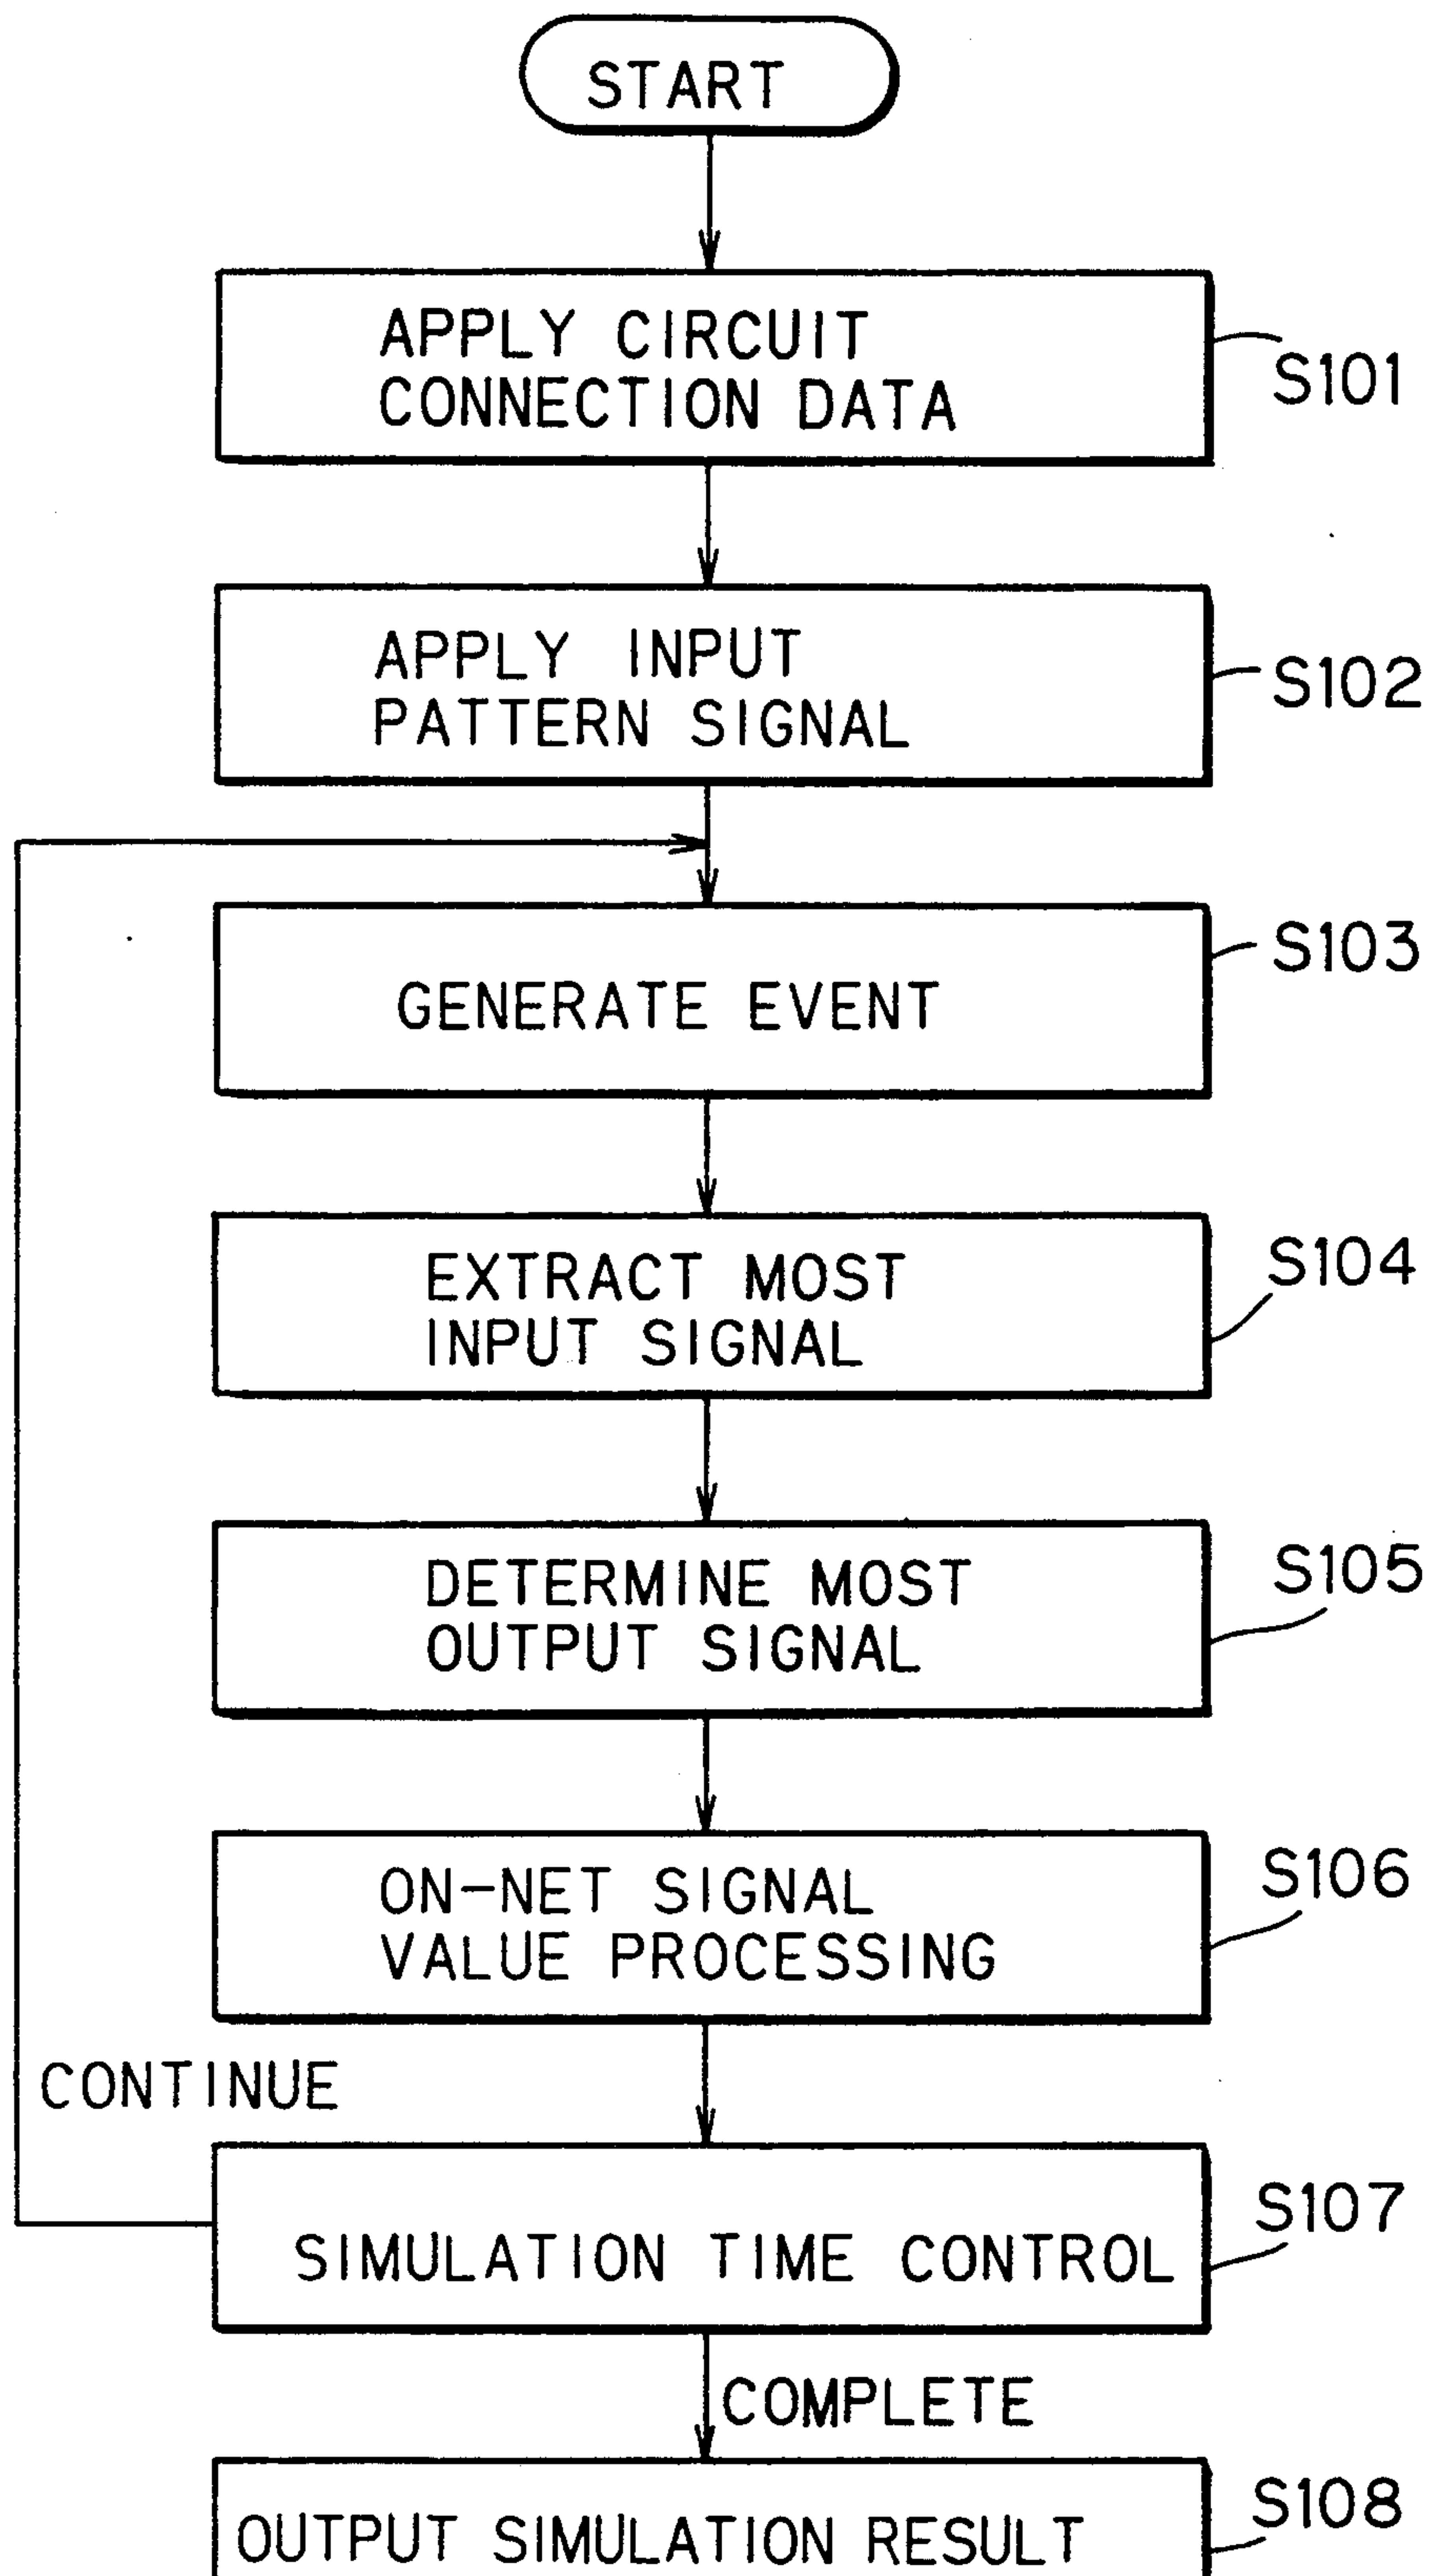 START
APPLY CIRCUIT
CONNECTION DATA
S101
APPLY INPUT
PATTERN SIGNAL
S102
S103
GENERATE EVENT
EXTRACT MOST
INPUT SIGNAL
S104
DETERMINE MOST
OUTPUT SIGNAL
S105
ON-NET SIGNAL
VALUE PROCESSING
S106
CONTINUE
SIMULATION TIME CONTROL
S107
COMPLETE
OUTPUT SIMULATION RESULT
S108